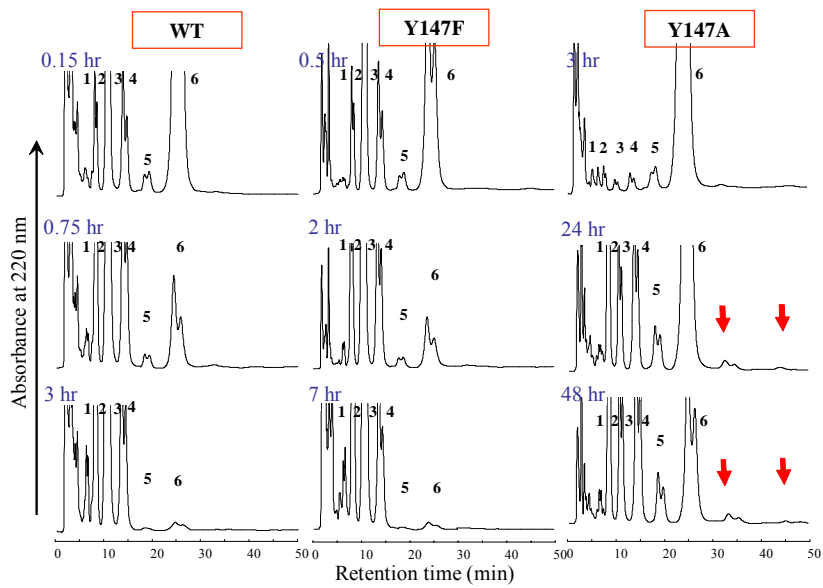 WT
Y147F
Y147A
0.15 hr
1 2 3 4 5 6
0.5 hr
1 2 3 4 5 6
3 hr
1 2 3 4 5 6
0.75 hr
1 2 3 4 5 6
2 hr
1 2 3 4 5 6
24 hr
1 2 3 4 5 6
3 hr
1 2 3 4 5 6
7 hr
1 2 3 4 5 6
48 hr
1 2 3 4 5 6
0 10 20 30 40 50
0 10 20 30 40 50
0 10 20 30 40 50
Absorbance at 220 nm
Retention time (min)